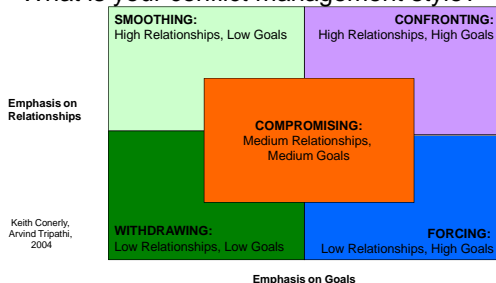 What is your conflict management style?
SMOOTHING:
High Relationships, Low Goals
CONFRONTING:
High Relationships, High Goals
Emphasis on
Relationships
COMPROMISING:
Medium Relationships,
Medium Goals
Keith Conerly,
Arvind Tripathi,
2004
WITHDRAWING:
Low Relationships, Low Goals
FORCING:
Low Relationships, High Goals
Emphasis on Goals